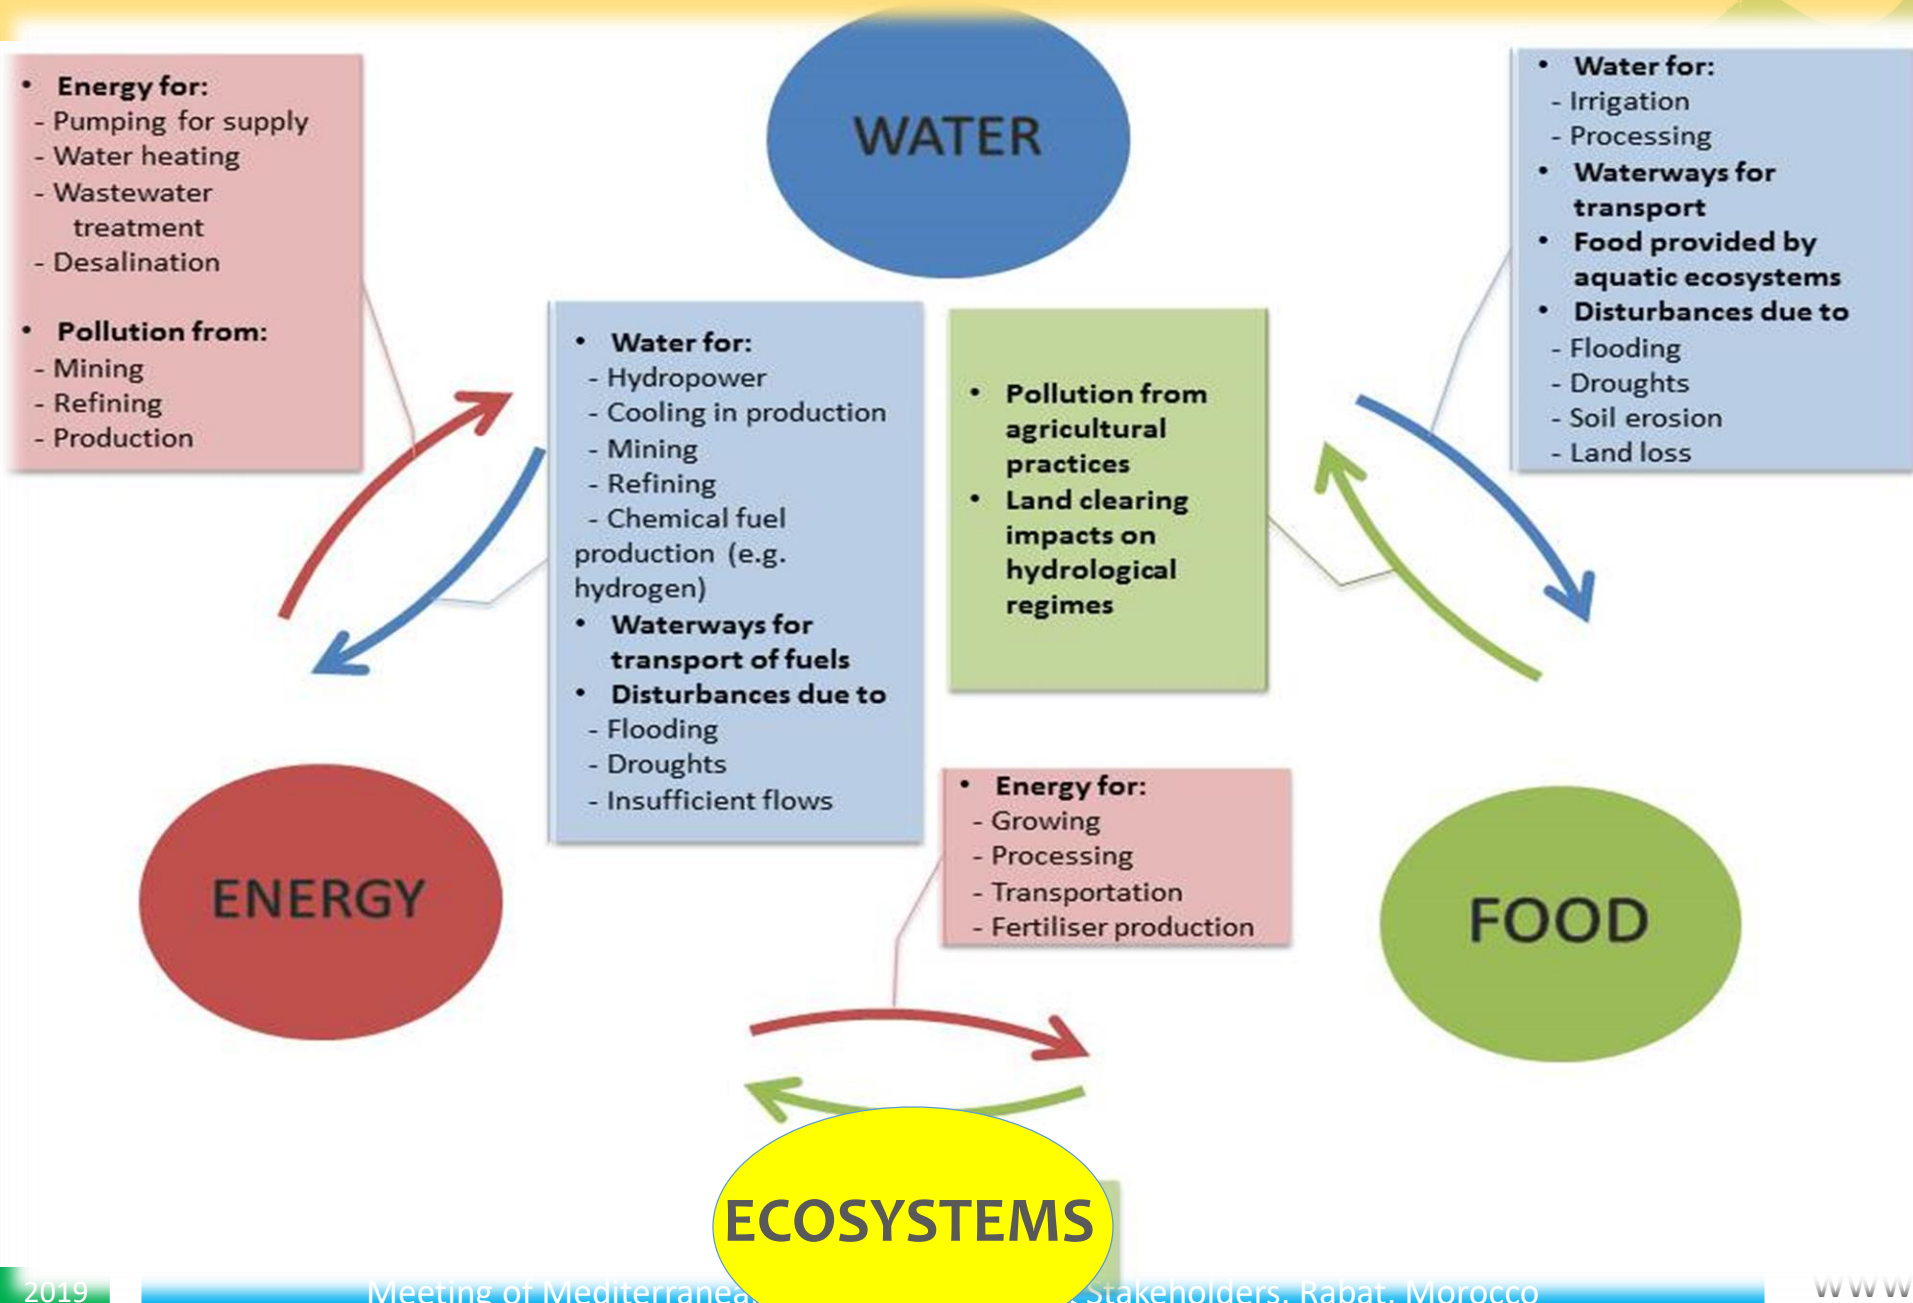 WATER
• Energy for:
- Pumping for supply
- Water heating
- Wastewater
treatment
- Desalination
• Pollution from:
- Mining
- Refining
- Production
• Water for:
- Hydropower
- Cooling in production
- Mining
- Refining
- Chemical fuel
production (e.g.
hydrogen)
• Waterways for
transport of fuels
• Disturbances due to
- Flooding
- Droughts
- Insufficient flows
• Pollution from
agricultural
practices
• Land clearing
impacts on
hydrological
regimes
• Water for:
- Irrigation
- Processing
• Waterways for
transport
• Food provided by
aquatic ecosystems
• Disturbances due to
- Flooding
- Droughts
- Soil erosion
- Land loss
ENERGY
• Energy for:
- Growing
- Processing
- Transportation
- Fertiliser production
FOOD
ECOSYSTEMS
2019
Meeting of Stakeholders, Rabat, Morocco
www